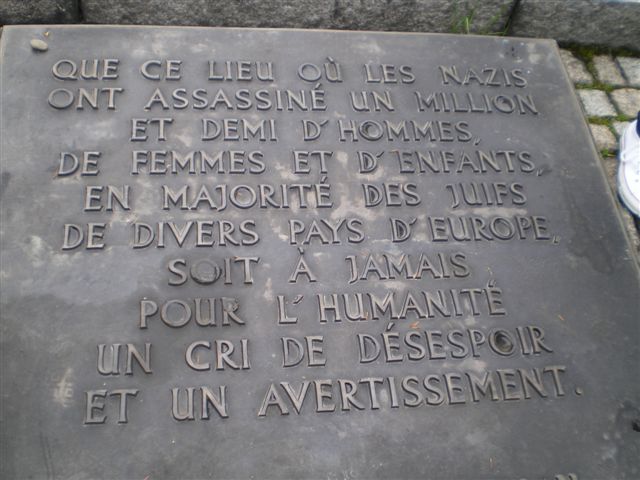 QUE CE LIEU OÙ LES NAZIS
ONT ASSASSINÉ UN MILLION
ET DEMI D'HOMMES,
DE FEMMES ET D'ENFANTS,
EN MAJORITÉ DES JUIFS
DE DIVERS PAYS D'EUROPE,
SOIT À JAMAIS
POUR L'HUMANITÉ
UN CRI DE DÉSESPOIR
ET UN AVERTISSEMENT.